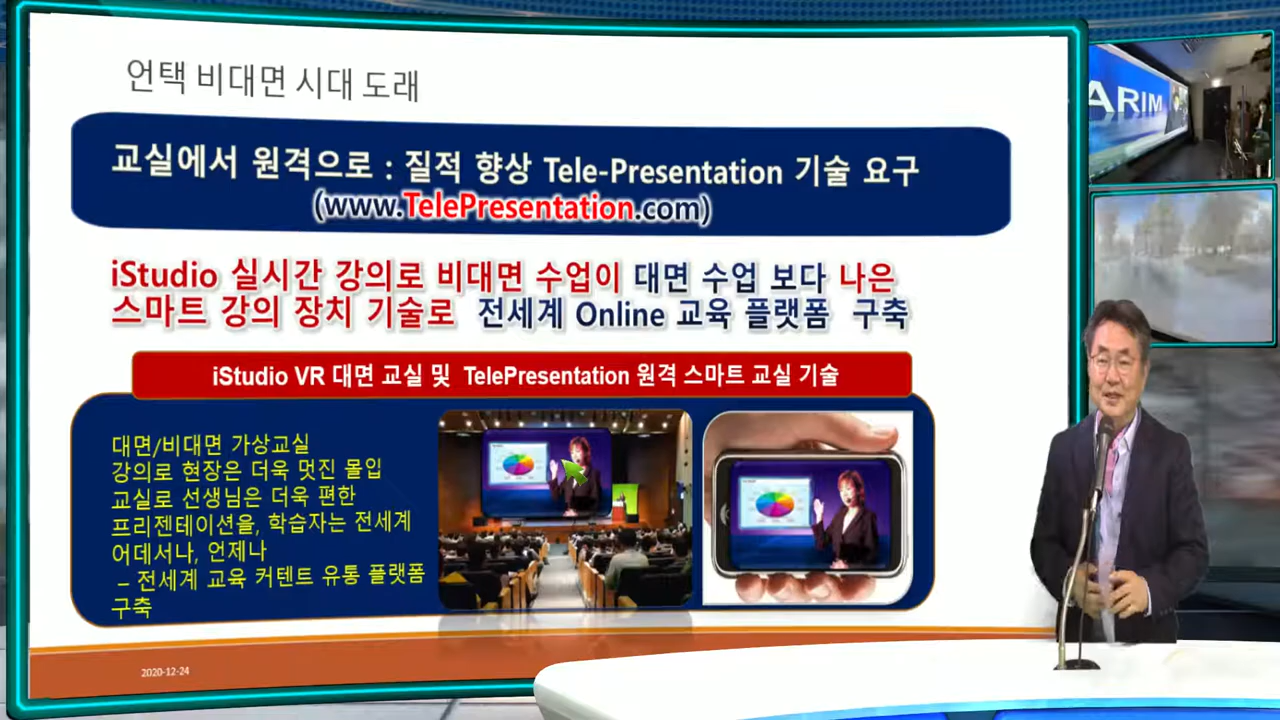 언택 비대면 시대 도래
교실에서 원격으로 : 질적 향상 Tele-Presentation 기술 요구
(www.TelePresentation.com)
iStudio 실시간 강의로 비대면 수업이 대면 수업 보다 나은
스마트 강의 장치 기술로 전세계 Online 교육 플랫폼 구축
iStudio VR 대면 교실 및 TelePresentation 원격 스마트 교실 기술
대면/비대면 가상교실
강의로 현장은 더욱 멋진 몰입
교실로 선생님은 더욱 편한
프리젠테이션을, 학습자는 전세계
어데서나, 언제나
– 전세계 교육 커텐트 유통 플랫폼
구축
2020-12-24
ARIM